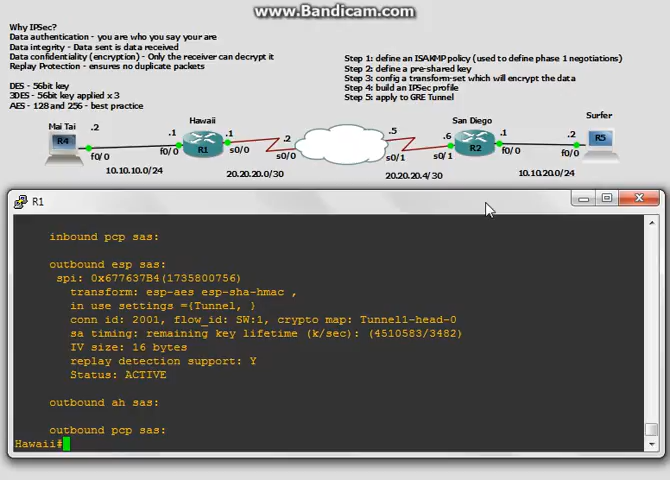 www.Bandicam.com
Why IPSec?
Data authentication - you are who you say your are
Data integrity - Data sent is data received
Data confidentiality (encryption) - Only the receiver can decrypt it
Replay Protection - ensures no duplicate packets
DES - 56bit key
3DES - 56bit key applied x 3
AES - 128 and 256 - best practice
Step 1: define an ISAKMP policy (used to define phase 1 negotiations)
Step 2: define a pre-shared key
Step 3: config a transform-set which will encrypt the data
Step 4: build an IPSec profile
Step 5: apply to GRE Tunnel
Mai Tai
R4
.2
f0/0
10.10.10.0/24
Hawaii
.1
f0/0
R1
.1
s0/0
20.20.20.0/30
.2
s0/0
.5
s0/1
20.20.20.4/30
San Diego
.6
s0/1
R2
.1
f0/0
10.10.20.0/24
Surfer
.2
f0/0
R5
R1
inbound pcp sas:
outbound esp sas:
spi: 0x677637B4(1735800756)
transform: esp-aes esp-sha-hmac ,
in use settings ={Tunnel, }
conn id: 2001, flow_id: SW:1, crypto map: Tunnel1-head-0
sa timing: remaining key lifetime (k/sec): (4510583/3482)
IV size: 16 bytes
replay detection support: Y
Status: ACTIVE
outbound ah sas:
outbound pcp sas:
Hawaii#